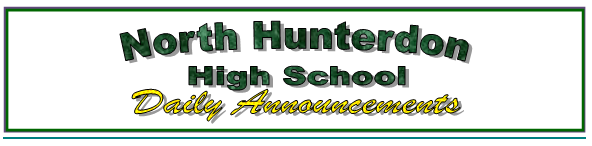 North Hunterdon
High School
Daily Announcements